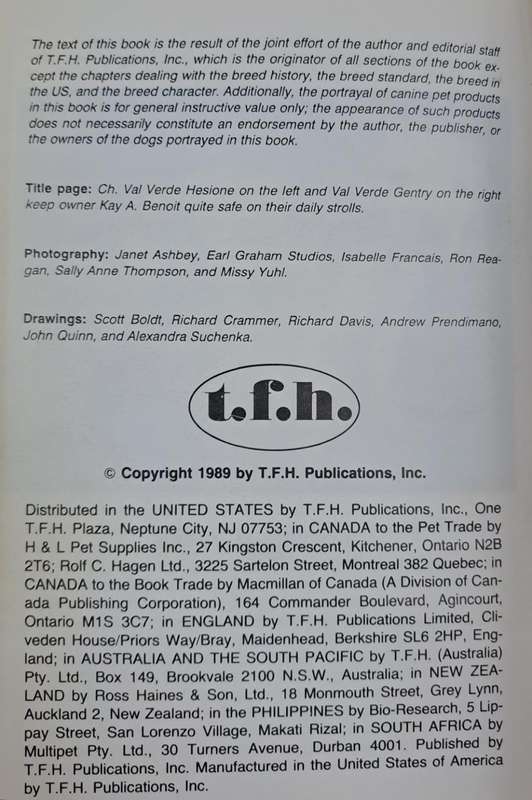 The text of this book is the result of the joint effort of the author and editorial staff
of T.F.H. Publications, Inc., which is the originator of all sections of the book ex-
cept the chapters dealing with the breed history, the breed standard, the breed in
the US, and the breed character. Additionally, the portrayal of canine pet products
in this book is for general instructive value only; the appearance of such products
does not necessarily constitute an endorsement by the author, the publisher, or
the owners of the dogs portrayed in this book.
Title page: Ch. Val Verde Hesione on the left and Val Verde Gentry on the right
keep owner Kay A. Benoit quite safe on their daily strolls.
Photography: Janet Ashbey, Earl Graham Studios, Isabelle Francais, Ron Rea-
gan, Sally Anne Thompson, and Missy Yuhl.
Drawings: Scott Boldt, Richard Crammer, Richard Davis, Andrew Prendimano,
John Quinn, and Alexandra Suchenka.
t.f.h.
© Copyright 1989 by T.F.H. Publications, Inc.
Distributed in the UNITED STATES by T.F.H. Publications, Inc., One
T.F.H. Plaza, Neptune City, NJ 07753; in CANADA to the Pet Trade by
H & L Pet Supplies Inc., 27 Kingston Crescent, Kitchener, Ontario N2B
2T6; Rolf C. Hagen Ltd., 3225 Sartelon Street, Montreal 382 Quebec; in
CANADA to the Book Trade by Macmillan of Canada (A Division of Can-
ada Publishing Corporation), 164 Commander Boulevard, Agincourt,
Ontario M1S 3C7; in ENGLAND by T.F.H. Publications Limited, Cli-
veden House/Priors Way/Bray, Maidenhead, Berkshire SL6 2HP, Eng-
land; in AUSTRALIA AND THE SOUTH PACIFIC by T.F.H. (Australia)
Pty. Ltd., Box 149, Brookvale 2100 N.S.W., Australia; in NEW ZEA-
LAND by Ross Haines & Son, Ltd., 18 Monmouth Street, Grey Lynn,
Auckland 2, New Zealand; in the PHILIPPINES by Bio-Research, 5 Lip-
pay Street, San Lorenzo Village, Makati Rizal; in SOUTH AFRICA by
Multipet Pty. Ltd., 30 Turners Avenue, Durban 4001. Published by
T.F.H. Publications, Inc. Manufactured in the United States of America
by T.F.H. Publications, Inc.